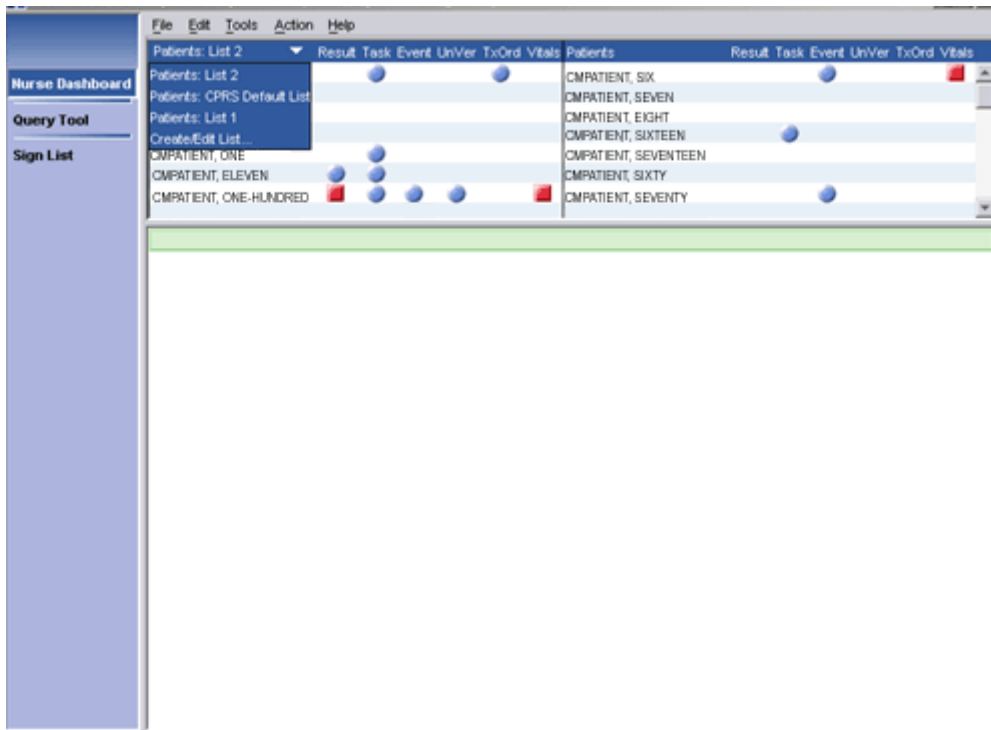 File Edit Tools Action Help
Patients: List 2 Result Task Event UnVer TxOrd Vitals Patients Result Task Event UnVer TxOrd Vitals
Nurse Dashboard
Query Tool
Sign List
Patients: List 2
Patients: CPRS Default List
Patients: List 1
Create/Edit List...
CMPATIENT, ONE
CMPATIENT, ELEVEN
CMPATIENT, ONE-HUNDRED
CMPATIENT, SIX
CMPATIENT, SEVEN
CMPATIENT, EIGHT
CMPATIENT, SIXTEEN
CMPATIENT, SEVENTEEN
CMPATIENT, SIXTY
CMPATIENT, SEVENTY